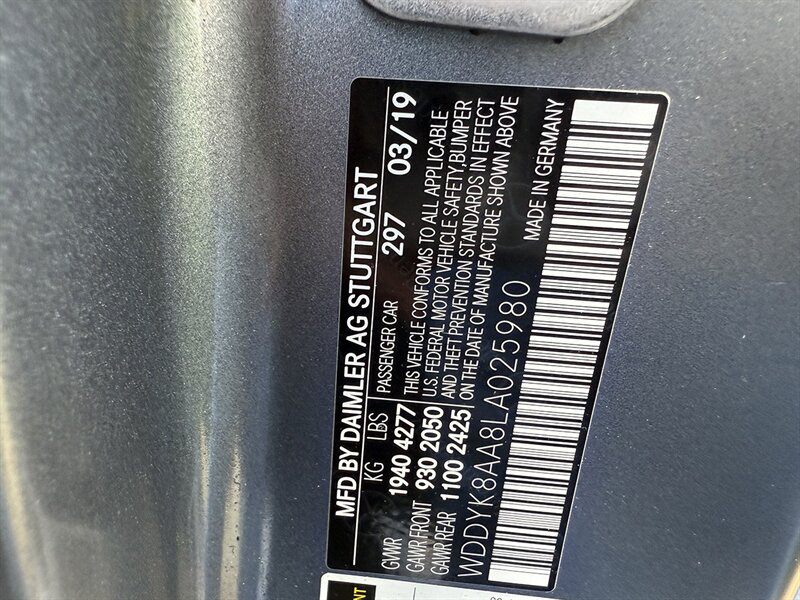 MFD BY DAIMLER AG STUTTGART
KG LBS PASSENGER CAR 297 03/19
GVWR 1940 4277 THIS VEHICLE CONFORMS TO ALL APPLICABLE
GAWR FRONT 930 2050 U.S. FEDERAL MOTOR VEHICLE SAFETY,BUMPER
GAWR REAR 1100 2425 AND THEFT PREVENTION STANDARDS IN EFFECT
ON THE DATE OF MANUFACTURE SHOWN ABOVE
WDDYK8AA8LA025980 MADE IN GERMANY